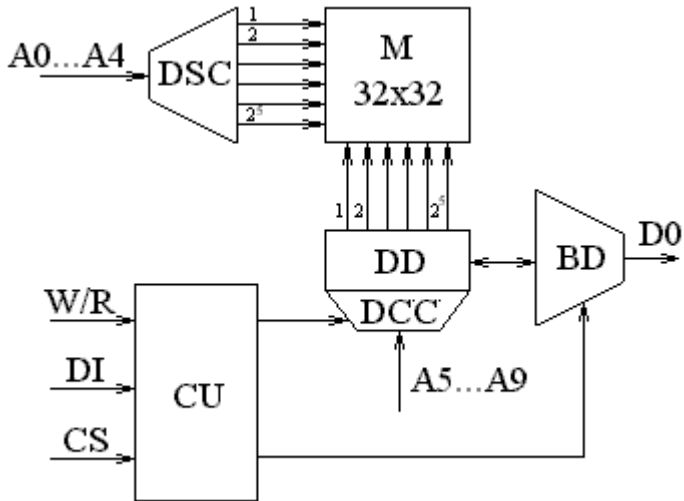 1
2
M
A0...A4
DSC
32x32
2⁵
1 2 2⁵
D0
DD
BD
W/R
DCC
DI
A5...A9
CU
CS